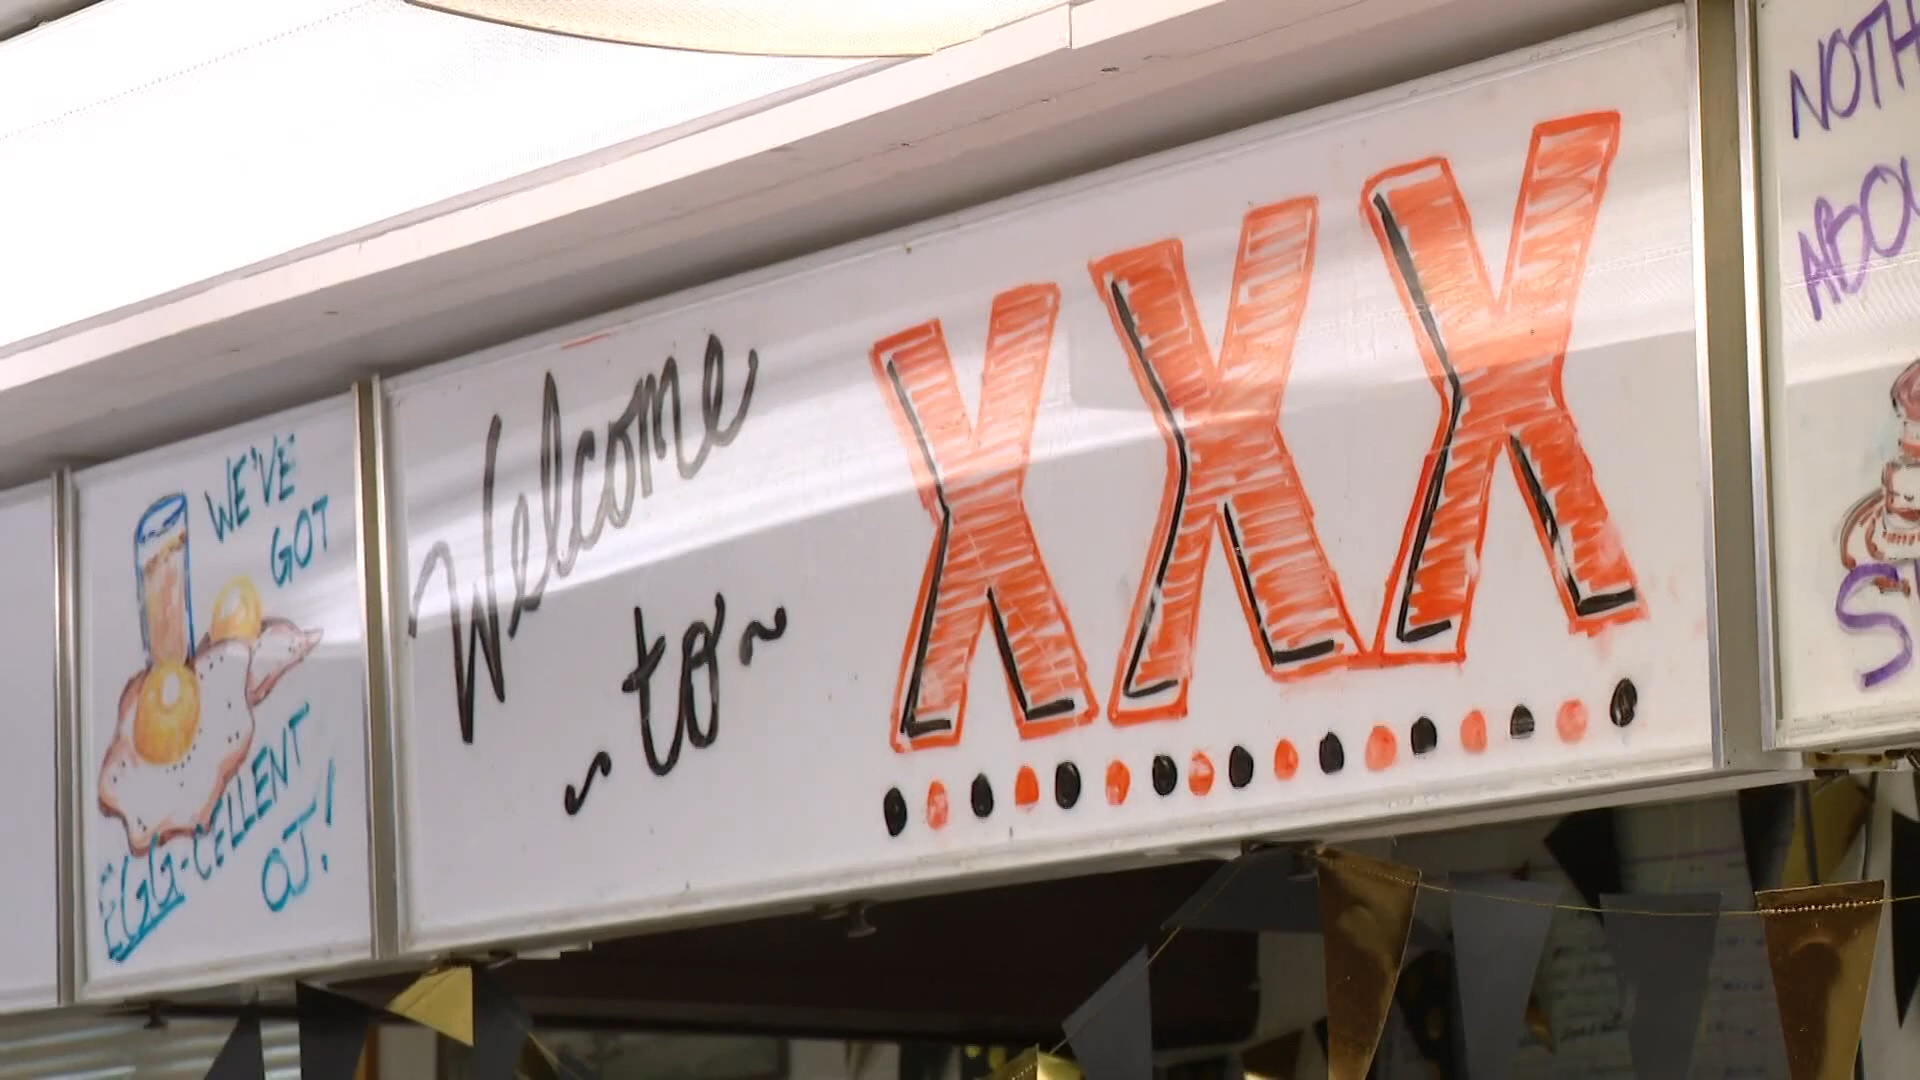 WE'VE
GOT
EGG-CELLENT
OJ!
Welcome
~to~
XXX
NOTH
ABOU
S